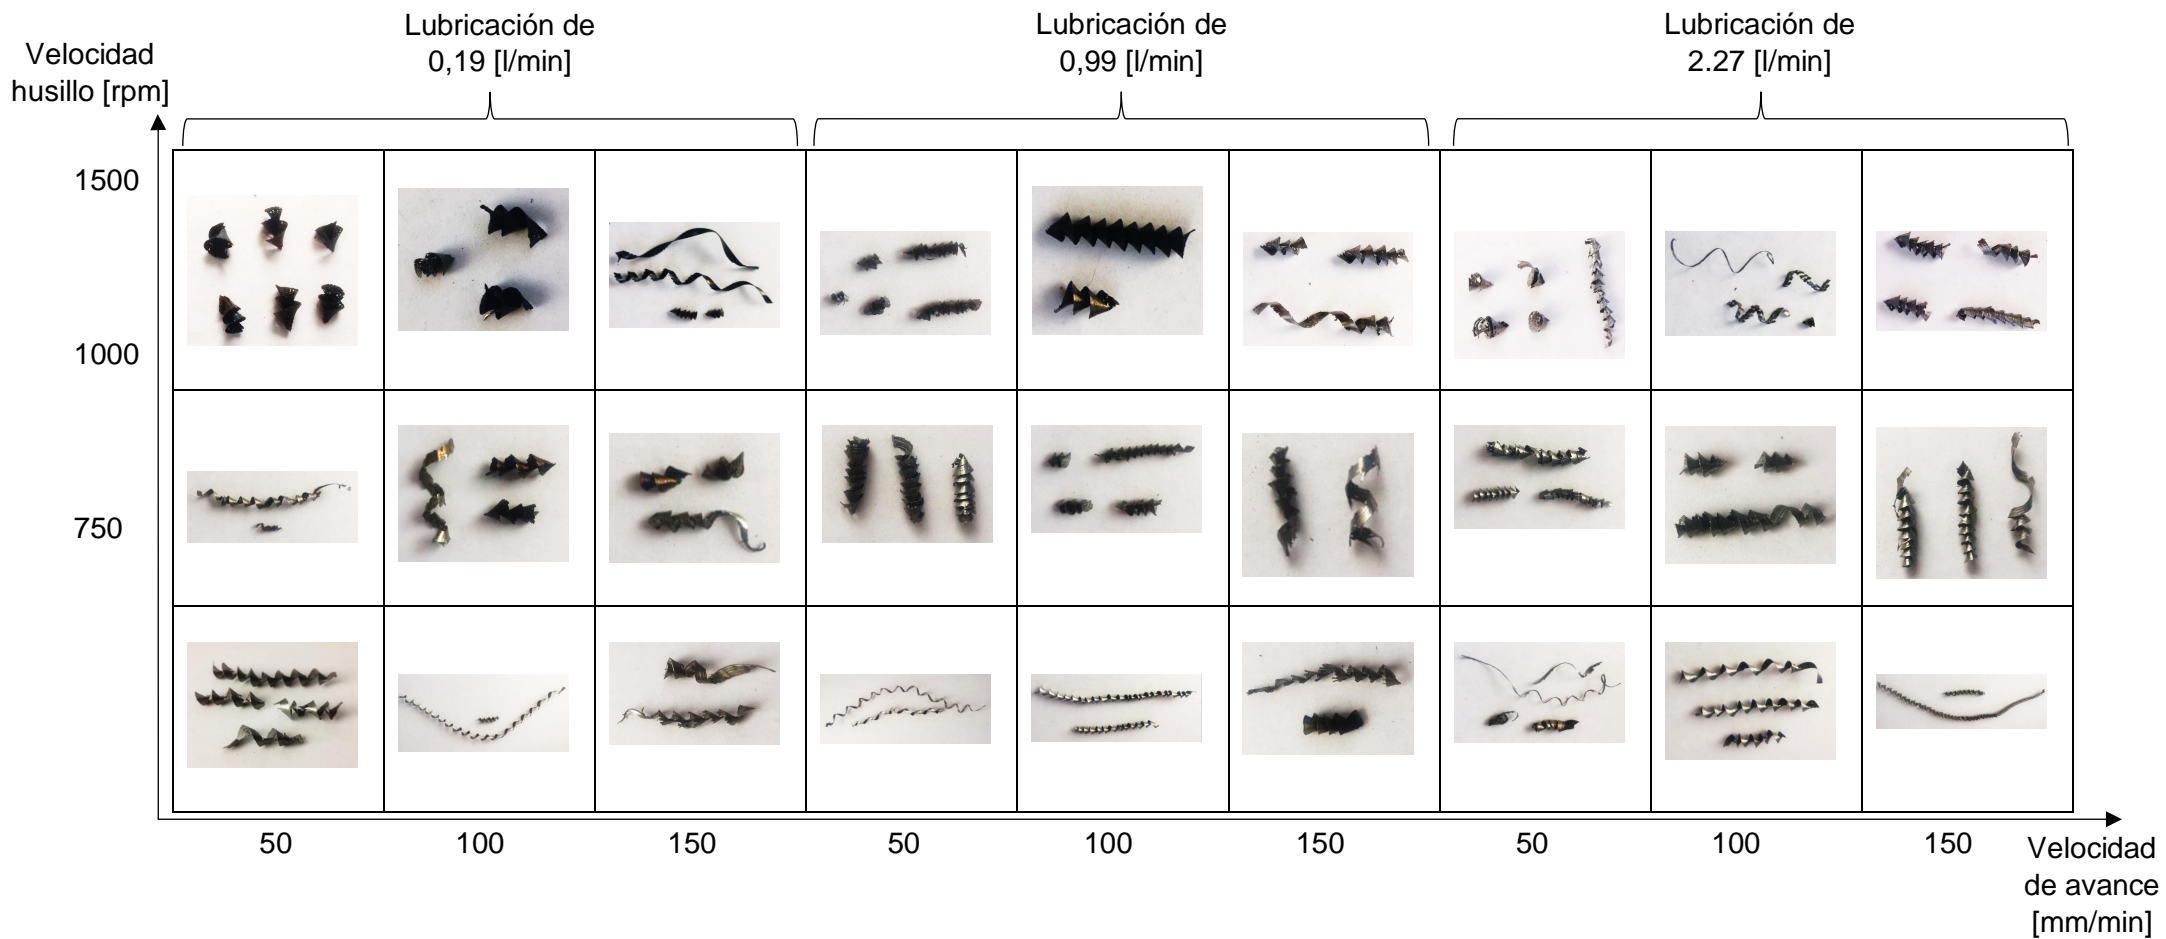 Lubricación de
0,19 [l/min]
Lubricación de
0,99 [l/min]
Lubricación de
2.27 [l/min]
Velocidad
husillo [rpm]
1500
1000
750
50
100
150
50
100
150
50
100
150
Velocidad
de avance
[mm/min]